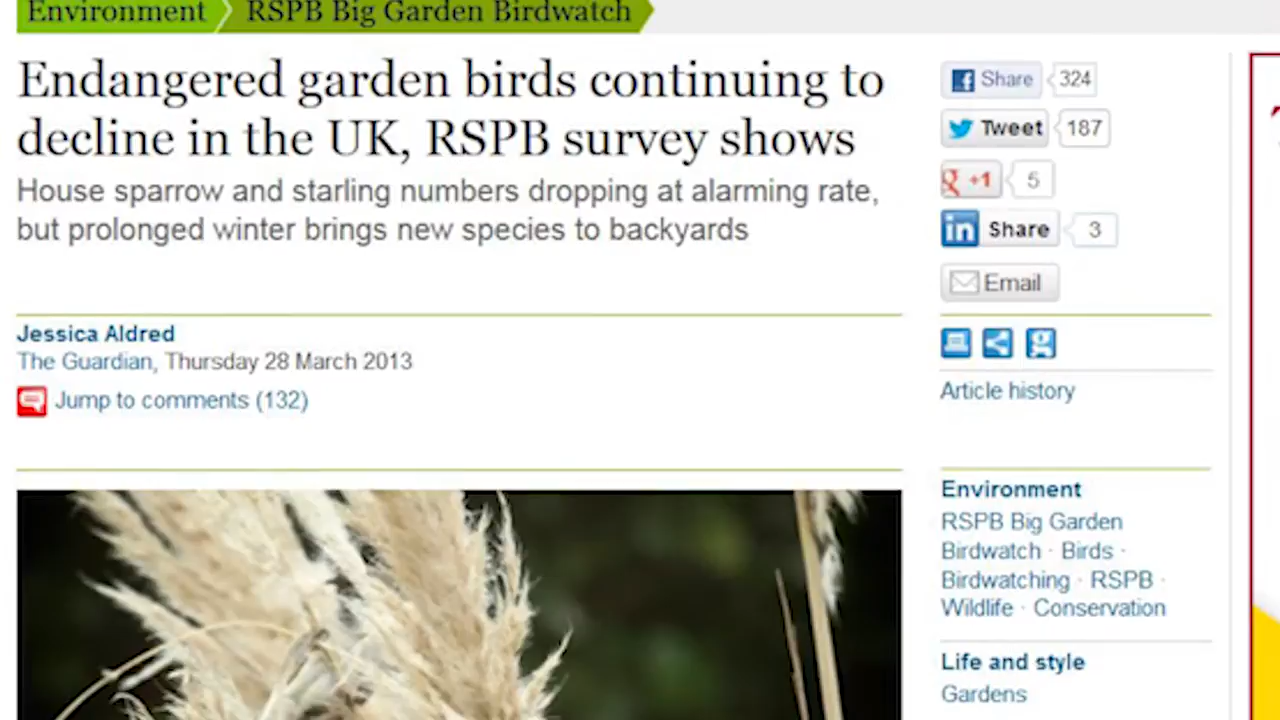 Environment
RSPB Big Garden Birdwatch
Endangered garden birds continuing to
decline in the UK, RSPB survey shows
House sparrow and starling numbers dropping at alarming rate,
but prolonged winter brings new species to backyards
Jessica Aldred
The Guardian, Thursday 28 March 2013
Jump to comments (132)
Share 324
Tweet 187
+1 5
in Share 3
Email
Article history
Environment
RSPB Big Garden
Birdwatch · Birds ·
Birdwatching · RSPB ·
Wildlife · Conservation
Life and style
Gardens